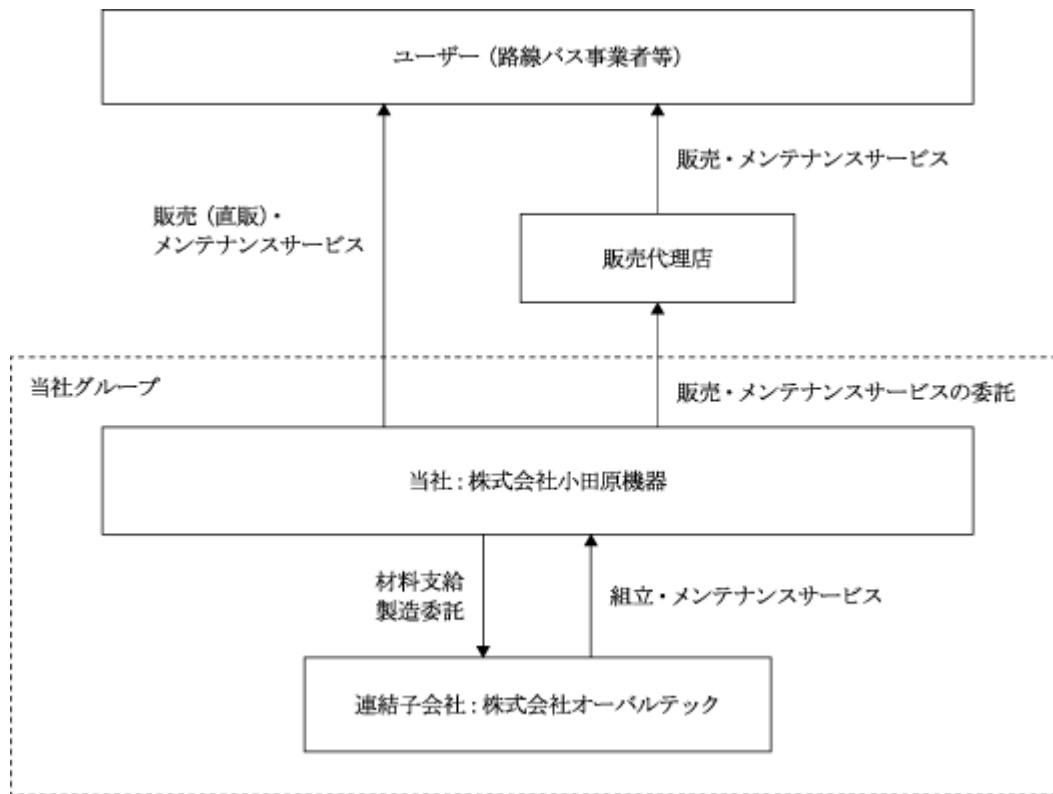 ユーザー（路線バス事業者等）
販売・メンテナンスサービス
販売（直販）・
メンテナンスサービス
販売代理店
当社グループ
販売・メンテナンスサービスの委託
当社：株式会社小田原機器
材料支給
製造委託
組立・メンテナンスサービス
連結子会社：株式会社オーバルテック